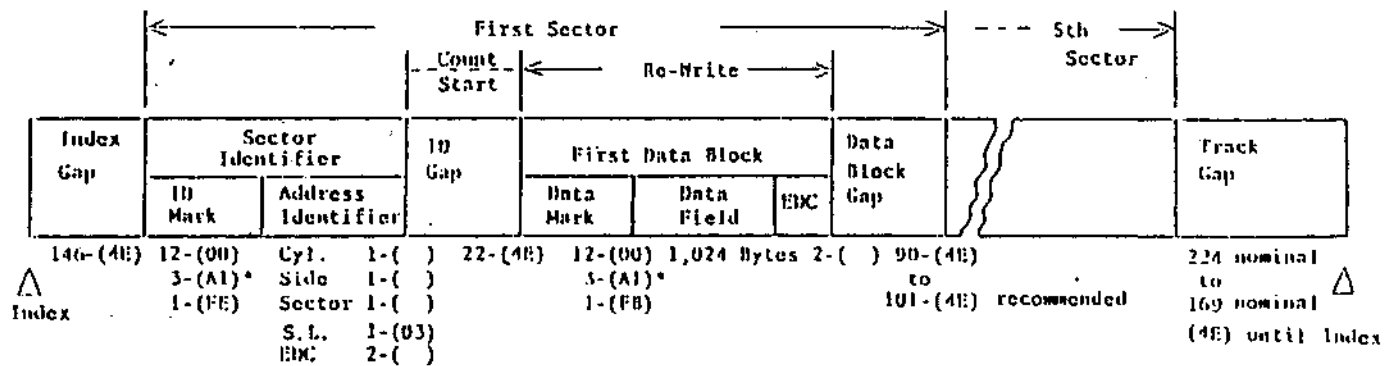 First Sector
5th
Sector
Count
Start
Re-Write
Index
Gap
Sector
Identifier
ID
Mark
Address
Identifier
ID
Gap
First Data Block
Data
Mark
Data
Field
EDC
Data
Block
Gap
Track
Gap
146-(4E) 12-(00) Cyl. 1-( ) 22-(4E) 12-(00) 1,024 Bytes 2-( ) 90-(4E) 224 nominal
3-(A1)* Side 1-( ) 3-(A1)* to to
Index 1-(FE) Sector 1-( ) 1-(FB) 101-(4E) recommended 169 nominal
S.L. 1-(03) (4E) until Index
EDC 2-( )